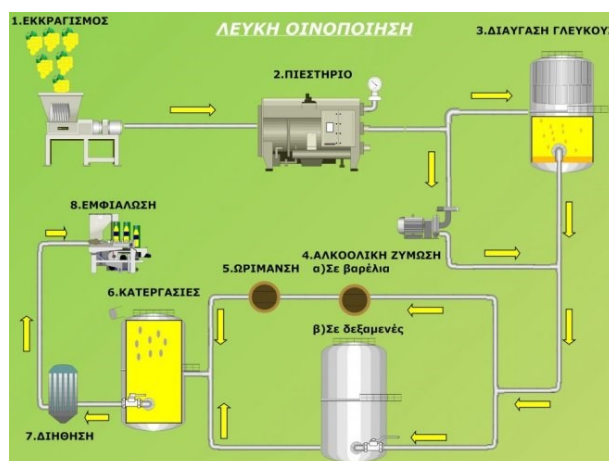 ΛΕΥΚΗ ΟΙΝΟΠΟΙΗΣΗ
1.ΕΚΚΡΑΓΙΣΜΟΣ
2.ΠΙΕΣΤΗΡΙΟ
3.ΔΙΑΥΓΑΣΗ ΓΛΕΥΚΟΥΣ
4.ΑΛΚΟΟΛΙΚΗ ΖΥΜΩΣΗ
α)Σε βαρέλια
β)Σε δεξαμενές
5.ΩΡΙΜΑΝΣΗ
6.ΚΑΤΕΡΓΑΣΙΕΣ
7.ΔΙΗΘΗΣΗ
8.ΕΜΦΙΑΛΩΣΗ